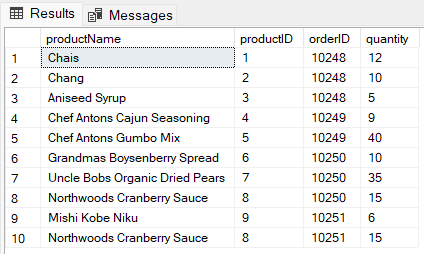 Results Messages
productName productID orderID quantity
1 Chais 1 10248 12
2 Chang 2 10248 10
3 Aniseed Syrup 3 10248 5
4 Chef Antons Cajun Seasoning 4 10249 9
5 Chef Antons Gumbo Mix 5 10249 40
6 Grandmas Boysenberry Spread 6 10250 10
7 Uncle Bobs Organic Dried Pears 7 10250 35
8 Northwoods Cranberry Sauce 8 10250 15
9 Mishi Kobe Niku 9 10251 6
10 Northwoods Cranberry Sauce 8 10251 15